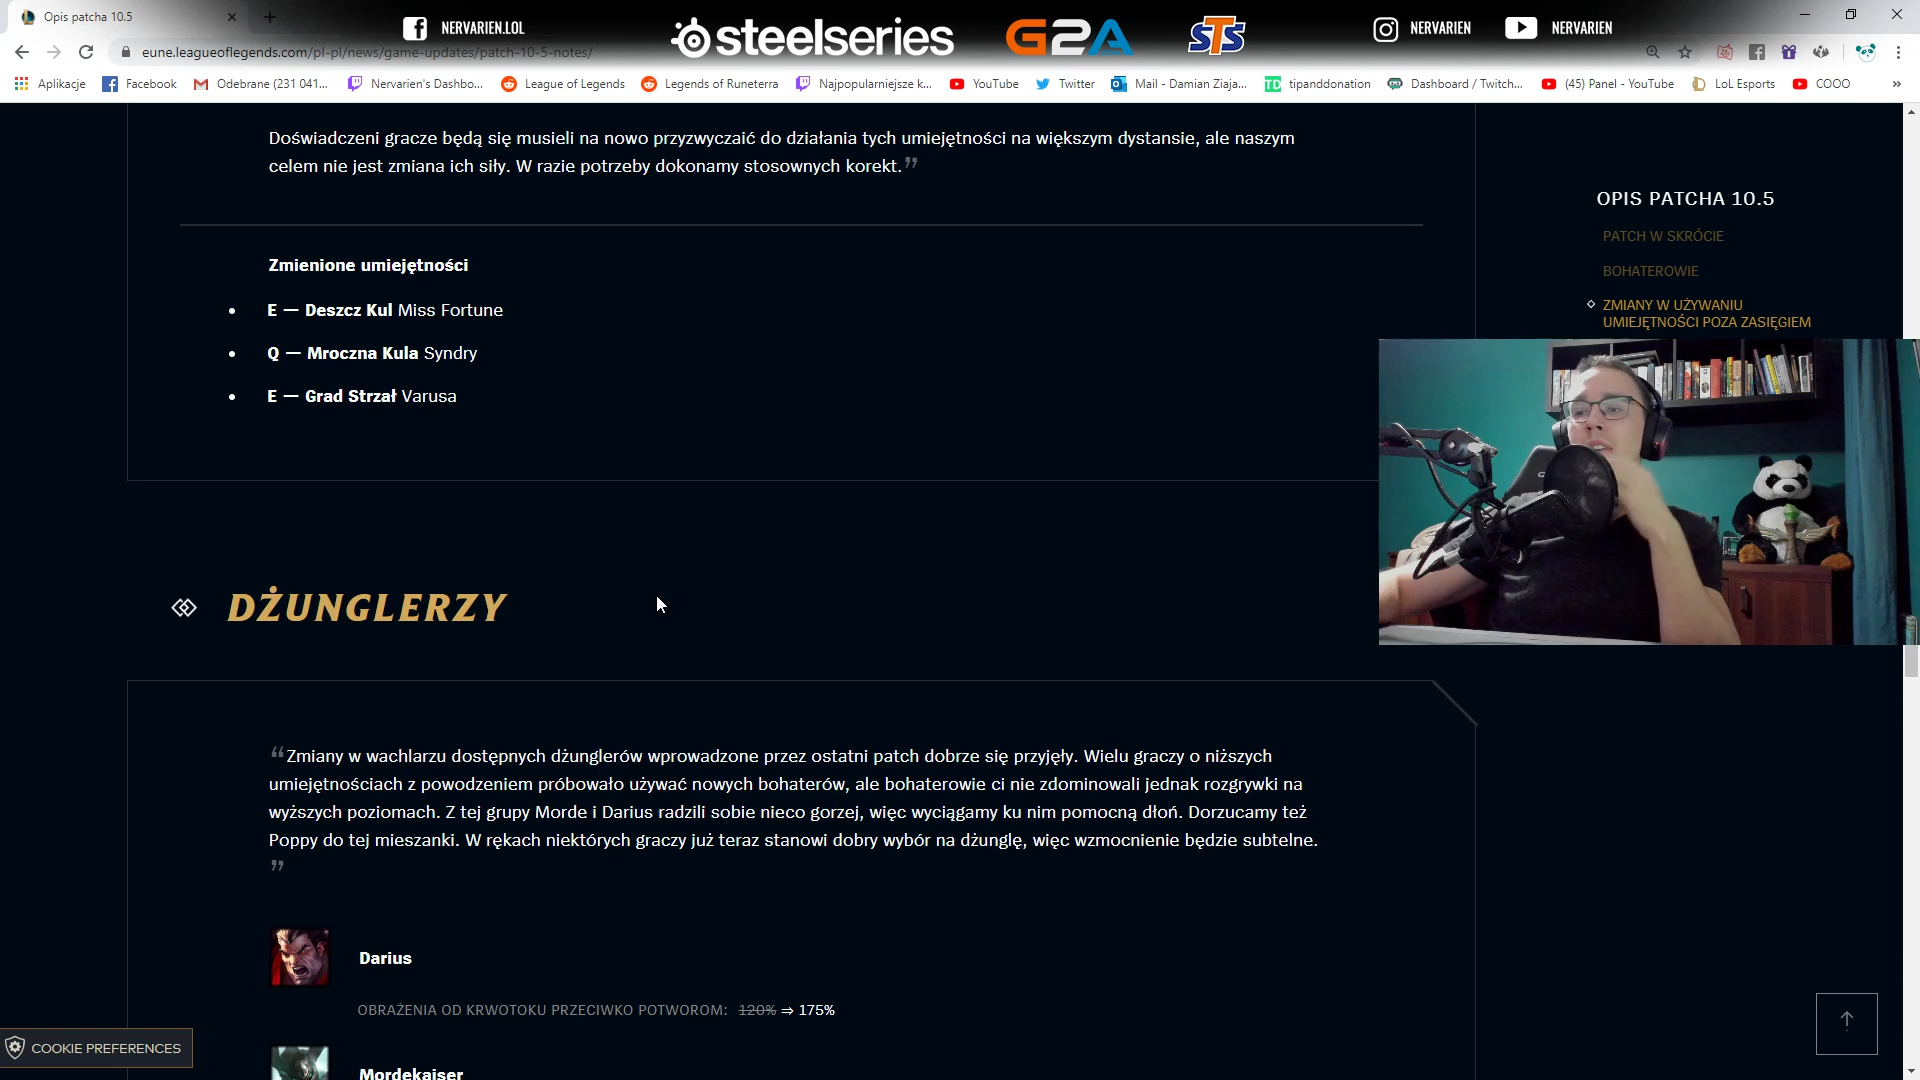 Opis patcha 10.5
NERVARIEN.LOL
steelseries
G2A
STS
NERVARIEN
NERVARIEN
eune.leagueoflegends.com/pl-pl/news/game-updates/patch-10-5-notes/
Aplikacje
Facebook
Odebrane (231 041...
Nervarien's Dashbo...
League of Legends
Legends of Runeterra
Najpopularniejsze k...
YouTube
Twitter
Mail - Damian Ziaja...
TD tipanddonation
Dashboard / Twitch...
(45) Panel - YouTube
LoL Esports
COOO
»
Doświadczeni gracze będą się musieli na nowo przyzwyczaić do działania tych umiejętności na większym dystansie, ale naszym
celem nie jest zmiana ich siły. W razie potrzeby dokonamy stosownych korekt.”
Zmienione umiejętności
• E — Deszcz Kul Miss Fortune
• Q — Mroczna Kula Syndry
• E — Grad Strzał Varusa
OPIS PATCHA 10.5
PATCH W SKRÓCIE
BOHATEROWIE
ZMIANY W UŻYWANIU
UMIEJĘTNOŚCI POZA ZASIĘGIEM
DŻUNGLERZY
“Zmiany w wachlarzu dostępnych dżunglerów wprowadzone przez ostatni patch dobrze się przyjęły. Wielu graczy o niższych
umiejętnościach z powodzeniem próbowało używać nowych bohaterów, ale bohaterowie ci nie zdominowali jednak rozgrywki na
wyższych poziomach. Z tej grupy Morde i Darius radzili sobie nieco gorzej, więc wyciągamy ku nim pomocną dłoń. Dorzucamy też
Poppy do tej mieszanki. W rękach niektórych graczy już teraz stanowi dobry wybór na dżunglę, więc wzmocnienie będzie subtelne.
”
Darius
OBRAŻENIA OD KRWOTOKU PRZECIWKO POTWOROM: 120% ⇒ 175%
Mordekaiser
COOKIE PREFERENCES